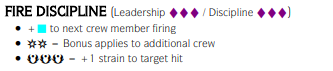 FIRE DISCIPLINE (Leadership ♦♦♦ / Discipline ♦♦♦)
• + ■ to next crew member firing
• – Bonus applies to additional crew
• – +1 strain to target hit